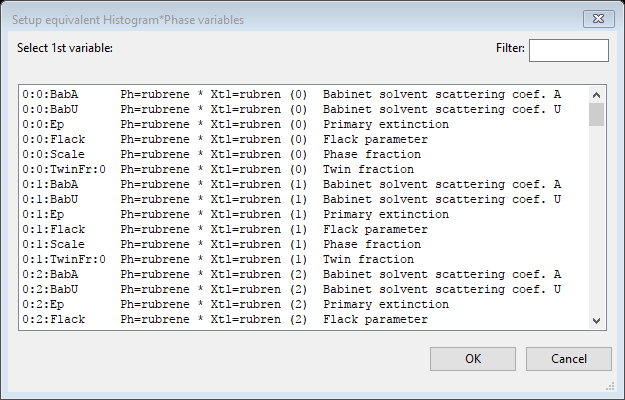 Setup equivalent Histogram*Phase variables
Select 1st variable:
Filter:
0:0:BabA Ph=rubrene * Xtl=rubren (0) Babinet solvent scattering coef. A
0:0:BabU Ph=rubrene * Xtl=rubren (0) Babinet solvent scattering coef. U
0:0:Ep Ph=rubrene * Xtl=rubren (0) Primary extinction
0:0:Flack Ph=rubrene * Xtl=rubren (0) Flack parameter
0:0:Scale Ph=rubrene * Xtl=rubren (0) Phase fraction
0:0:TwinFr:0 Ph=rubrene * Xtl=rubren (0) Twin fraction
0:1:BabA Ph=rubrene * Xtl=rubren (1) Babinet solvent scattering coef. A
0:1:BabU Ph=rubrene * Xtl=rubren (1) Babinet solvent scattering coef. U
0:1:Ep Ph=rubrene * Xtl=rubren (1) Primary extinction
0:1:Flack Ph=rubrene * Xtl=rubren (1) Flack parameter
0:1:Scale Ph=rubrene * Xtl=rubren (1) Phase fraction
0:1:TwinFr:0 Ph=rubrene * Xtl=rubren (1) Twin fraction
0:2:BabA Ph=rubrene * Xtl=rubren (2) Babinet solvent scattering coef. A
0:2:BabU Ph=rubrene * Xtl=rubren (2) Babinet solvent scattering coef. U
0:2:Ep Ph=rubrene * Xtl=rubren (2) Primary extinction
0:2:Flack Ph=rubrene * Xtl=rubren (2) Flack parameter
OK
Cancel